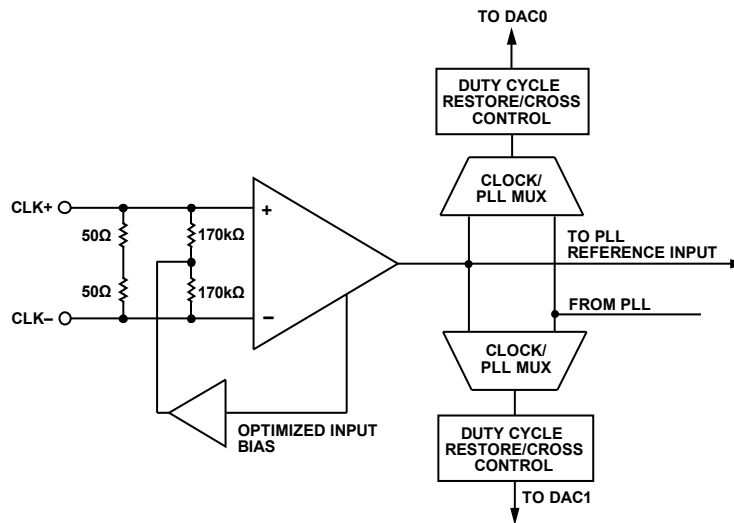 TO DAC0
DUTY CYCLE
RESTORE/CROSS
CONTROL
CLOCK/
PLL MUX
CLK+
50Ω
170kΩ
+
TO PLL
REFERENCE INPUT
50Ω
170kΩ
FROM PLL
CLK–
–
CLOCK/
PLL MUX
OPTIMIZED INPUT
BIAS
DUTY CYCLE
RESTORE/CROSS
CONTROL
TO DAC1